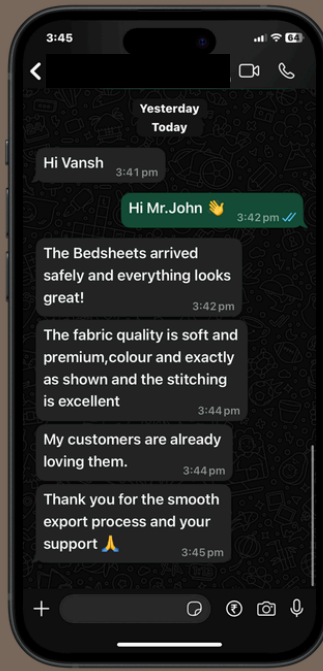 3:45
64
Yesterday
Today
Hi Vansh
3:41 pm
Hi Mr.John 👋
3:42 pm
The Bedsheets arrived
safely and everything looks
great!
3:42 pm
The fabric quality is soft and
premium,colour and exactly
as shown and the stitching
is excellent
3:44 pm
My customers are already
loving them.
3:44 pm
Thank you for the smooth
export process and your
support 🙏
3:45 pm
₹